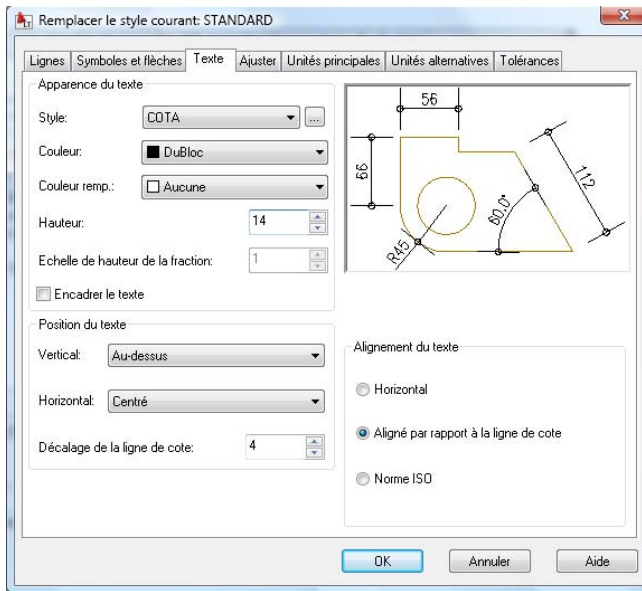 LT
Remplacer le style courant: STANDARD
Lignes Symboles et flèches Texte Ajuster Unités principales Unités alternatives Tolérances
Apparence du texte
Style: COTA ...
Couleur: DuBloc
Couleur remp.: Aucune
Hauteur: 14
Echelle de hauteur de la fraction: 1
Encadrer le texte
56
66
112
60.0°
R45
Position du texte
Vertical: Au-dessus
Horizontal: Centré
Décalage de la ligne de cote: 4
Alignement du texte
Horizontal
Aligné par rapport à la ligne de cote
Norme ISO
OK Annuler Aide